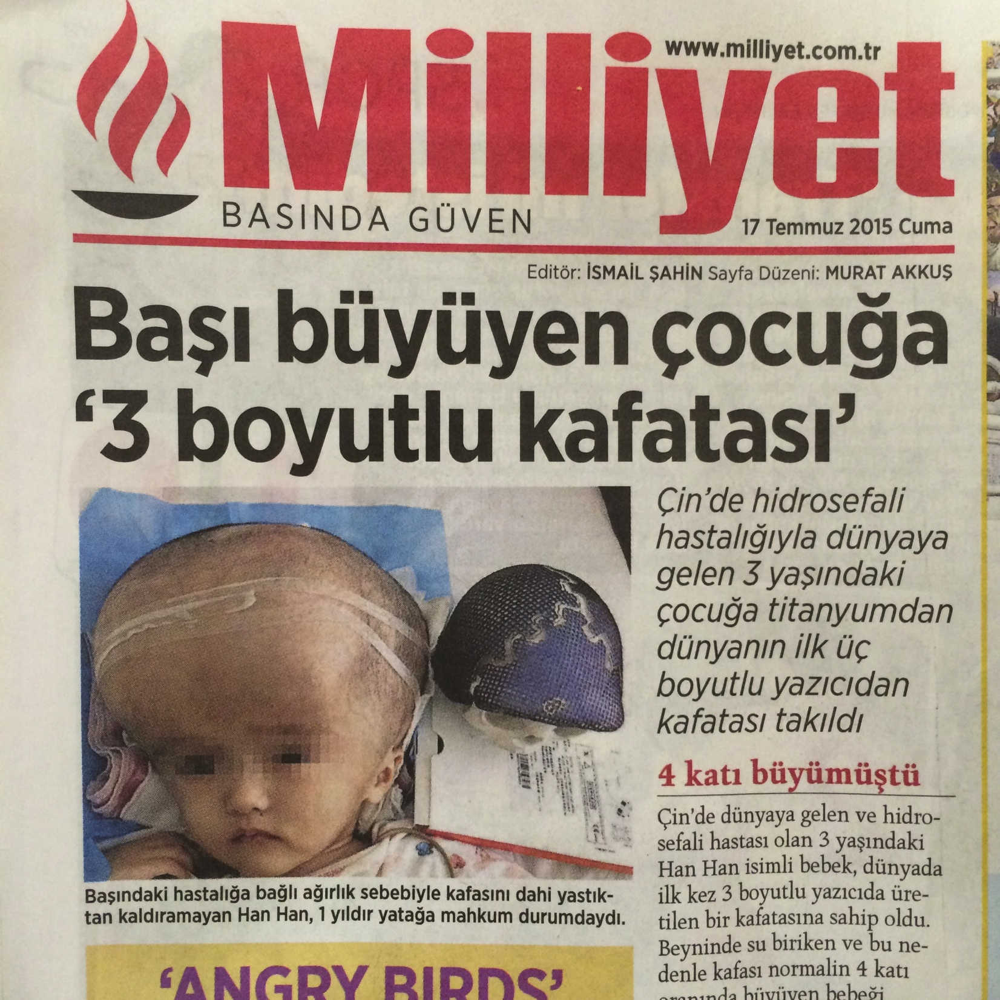 Milliyet
www.milliyet.com.tr
BASINDA GÜVEN
17 Temmuz 2015 Cuma
Editör: İSMAİL ŞAHİN Sayfa Düzeni: MURAT AKKUŞ
Başı büyüyen çocuğa
‘3 boyutlu kafatası’
Çin’de hidrosefali
hastalığıyla dünyaya
gelen 3 yaşındaki
çocuğa titanyumdan
dünyanın ilk üç
boyutlu yazıcıdan
kafatası takıldı
Başındaki hastalığa bağlı ağırlık sebebiyle kafasını dahi yastık-
tan kaldıramayan Han Han, 1 yıldır yatağa mahkum durumdaydı.
4 katı büyümüştü
Çin’de dünyaya gelen ve hidro-
sefali hastası olan 3 yaşındaki
Han Han isimli bebek, dünyada
ilk kez 3 boyutlu yazıcıda üre-
tilen bir kafatasına sahip oldu.
Beyninde su biriken ve bu ne-
denle kafası normalin 4 katı
oranında büyüyen bebeği
‘ANGRY BIRDS’